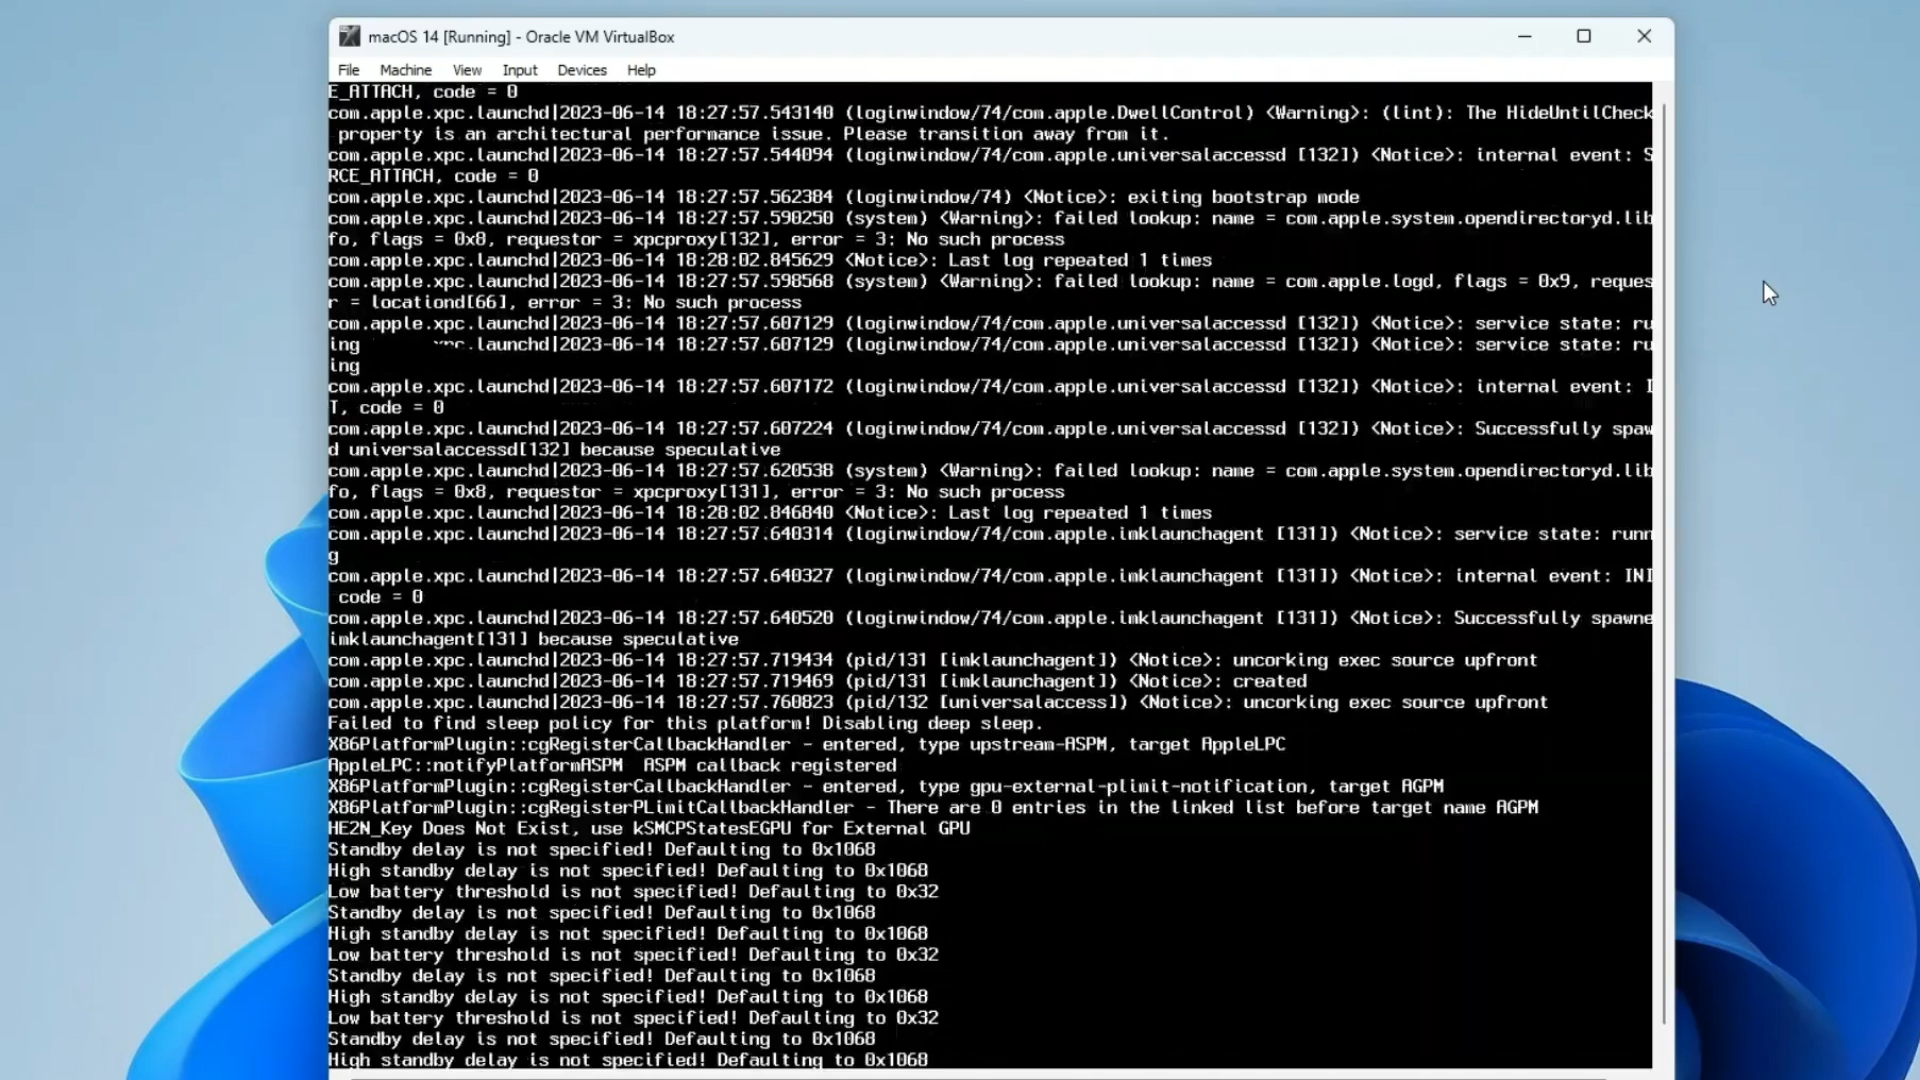 macOS 14 [Running] - Oracle VM VirtualBox
File Machine View Input Devices Help
E_ATTACH, code = 0
com.apple.xpc.launchd|2023-06-14 18:27:57.543140 (loginwindow/74/com.apple.DwellControl) <Warning>: (lint): The HideUntilCheck
property is an architectural performance issue. Please transition away from it.
com.apple.xpc.launchd|2023-06-14 18:27:57.544094 (loginwindow/74/com.apple.universalaccessd [132]) <Notice>: internal event: S
RCE_ATTACH, code = 0
com.apple.xpc.launchd|2023-06-14 18:27:57.562384 (loginwindow/74) <Notice>: exiting bootstrap mode
com.apple.xpc.launchd|2023-06-14 18:27:57.590250 (system) <Warning>: failed lookup: name = com.apple.system.opendirectoryd.lib
fo, flags = 0x8, requestor = xpcproxy[132], error = 3: No such process
com.apple.xpc.launchd|2023-06-14 18:28:02.845629 <Notice>: Last log repeated 1 times
com.apple.xpc.launchd|2023-06-14 18:27:57.598568 (system) <Warning>: failed lookup: name = com.apple.logd, flags = 0x9, reques
r = locationd[66], error = 3: No such process
com.apple.xpc.launchd|2023-06-14 18:27:57.607129 (loginwindow/74/com.apple.universalaccessd [132]) <Notice>: service state: ru
ing .launchd|2023-06-14 18:27:57.607129 (loginwindow/74/com.apple.universalaccessd [132]) <Notice>: service state: ru
ing
com.apple.xpc.launchd|2023-06-14 18:27:57.607172 (loginwindow/74/com.apple.universalaccessd [132]) <Notice>: internal event: I
T, code = 0
com.apple.xpc.launchd|2023-06-14 18:27:57.607224 (loginwindow/74/com.apple.universalaccessd [132]) <Notice>: Successfully spaw
d universalaccessd[132] because speculative
com.apple.xpc.launchd|2023-06-14 18:27:57.620538 (system) <Warning>: failed lookup: name = com.apple.system.opendirectoryd.lib
fo, flags = 0x8, requestor = xpcproxy[131], error = 3: No such process
com.apple.xpc.launchd|2023-06-14 18:28:02.846840 <Notice>: Last log repeated 1 times
com.apple.xpc.launchd|2023-06-14 18:27:57.640314 (loginwindow/74/com.apple.imklaunchagent [131]) <Notice>: service state: runn
g
com.apple.xpc.launchd|2023-06-14 18:27:57.640327 (loginwindow/74/com.apple.imklaunchagent [131]) <Notice>: internal event: INI
code = 0
com.apple.xpc.launchd|2023-06-14 18:27:57.640520 (loginwindow/74/com.apple.imklaunchagent [131]) <Notice>: Successfully spawne
imklaunchagent[131] because speculative
com.apple.xpc.launchd|2023-06-14 18:27:57.719434 (pid/131 [imklaunchagent]) <Notice>: uncorking exec source upfront
com.apple.xpc.launchd|2023-06-14 18:27:57.719469 (pid/131 [imklaunchagent]) <Notice>: created
com.apple.xpc.launchd|2023-06-14 18:27:57.760823 (pid/132 [universalaccess]) <Notice>: uncorking exec source upfront
Failed to find sleep policy for this platform! Disabling deep sleep.
X86PlatformPlugin::cgRegisterCallbackHandler - entered, type upstream-ASPM, target AppleLPC
AppleLPC::notifyPlatformASPM ASPM callback registered
X86PlatformPlugin::cgRegisterCallbackHandler - entered, type gpu-external-plimit-notification, target AGPM
X86PlatformPlugin::cgRegisterPLimitCallbackHandler - There are 0 entries in the linked list before target name AGPM
HE2N_Key Does Not Exist, use kSMCPStatesEGPU for External GPU
Standby delay is not specified! Defaulting to 0x1068
High standby delay is not specified! Defaulting to 0x1068
Low battery threshold is not specified! Defaulting to 0x32
Standby delay is not specified! Defaulting to 0x1068
High standby delay is not specified! Defaulting to 0x1068
Low battery threshold is not specified! Defaulting to 0x32
Standby delay is not specified! Defaulting to 0x1068
High standby delay is not specified! Defaulting to 0x1068
Low battery threshold is not specified! Defaulting to 0x32
Standby delay is not specified! Defaulting to 0x1068
High standby delay is not specified! Defaulting to 0x1068